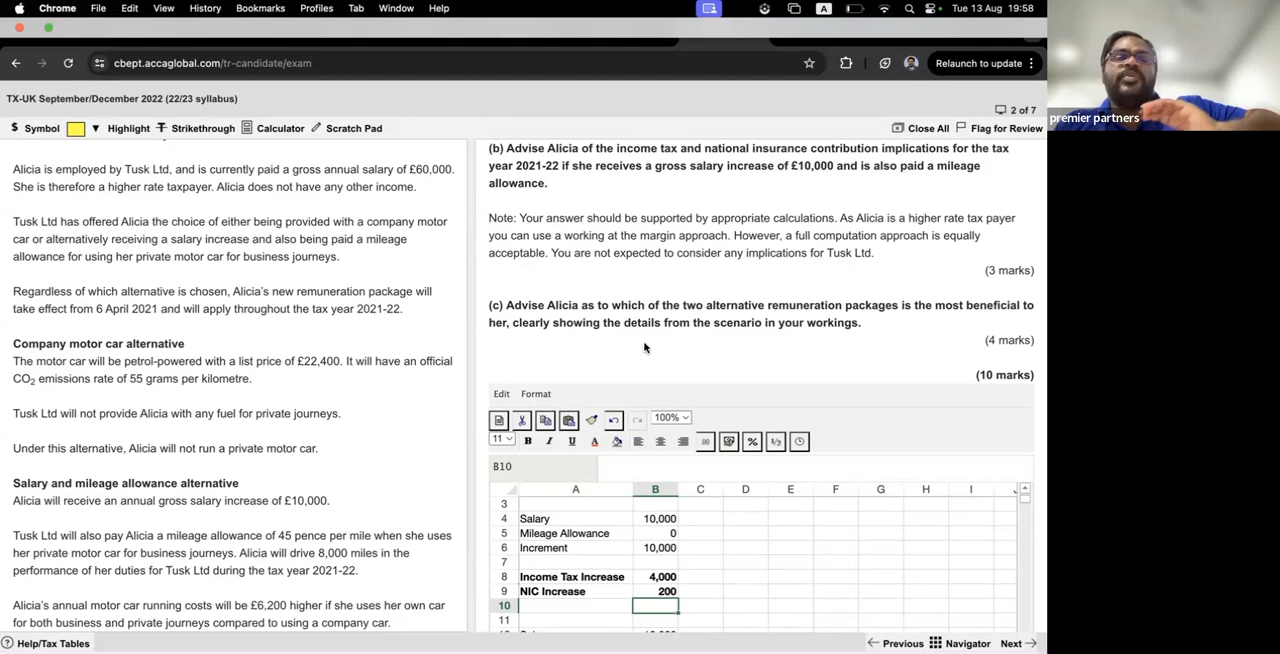 Chrome File Edit View History Bookmarks Profiles Tab Window Help
A
Tue 13 Aug 19:58
cbept.accaglobal.com/tr-candidate/exam
Relaunch to update
TX-UK September/December 2022 (22/23 syllabus)
2 of 7
$ Symbol Highlight Strikethrough Calculator Scratch Pad
Close All Flag for Review
Alicia is employed by Tusk Ltd, and is currently paid a gross annual salary of £60,000.
She is therefore a higher rate taxpayer. Alicia does not have any other income.
Tusk Ltd has offered Alicia the choice of either being provided with a company motor
car or alternatively receiving a salary increase and also being paid a mileage
allowance for using her private motor car for business journeys.
Regardless of which alternative is chosen, Alicia's new remuneration package will
take effect from 6 April 2021 and will apply throughout the tax year 2021-22.
Company motor car alternative
The motor car will be petrol-powered with a list price of £22,400. It will have an official
CO2 emissions rate of 55 grams per kilometre.
Tusk Ltd will not provide Alicia with any fuel for private journeys.
Under this alternative, Alicia will not run a private motor car.
Salary and mileage allowance alternative
Alicia will receive an annual gross salary increase of £10,000.
Tusk Ltd will also pay Alicia a mileage allowance of 45 pence per mile when she uses
her private motor car for business journeys. Alicia will drive 8,000 miles in the
performance of her duties for Tusk Ltd during the tax year 2021-22.
Alicia's annual motor car running costs will be £6,200 higher if she uses her own car
for both business and private journeys compared to using a company car.
(b) Advise Alicia of the income tax and national insurance contribution implications for the tax
year 2021-22 if she receives a gross salary increase of £10,000 and is also paid a mileage
allowance.
Note: Your answer should be supported by appropriate calculations. As Alicia is a higher rate tax payer
you can use a working at the margin approach. However, a full computation approach is equally
acceptable. You are not expected to consider any implications for Tusk Ltd.
(3 marks)
(c) Advise Alicia as to which of the two alternative remuneration packages is the most beneficial to
her, clearly showing the details from the scenario in your workings.
(4 marks)
(10 marks)
Edit Format
100%
11 B I U A % ½
B10
A B C D E F G H I
3
4 Salary 10,000
5 Mileage Allowance 0
6 Increment 10,000
7
8 Income Tax Increase 4,000
9 NIC Increase 200
10
11
Help/Tax Tables
Previous Navigator Next
premier partners